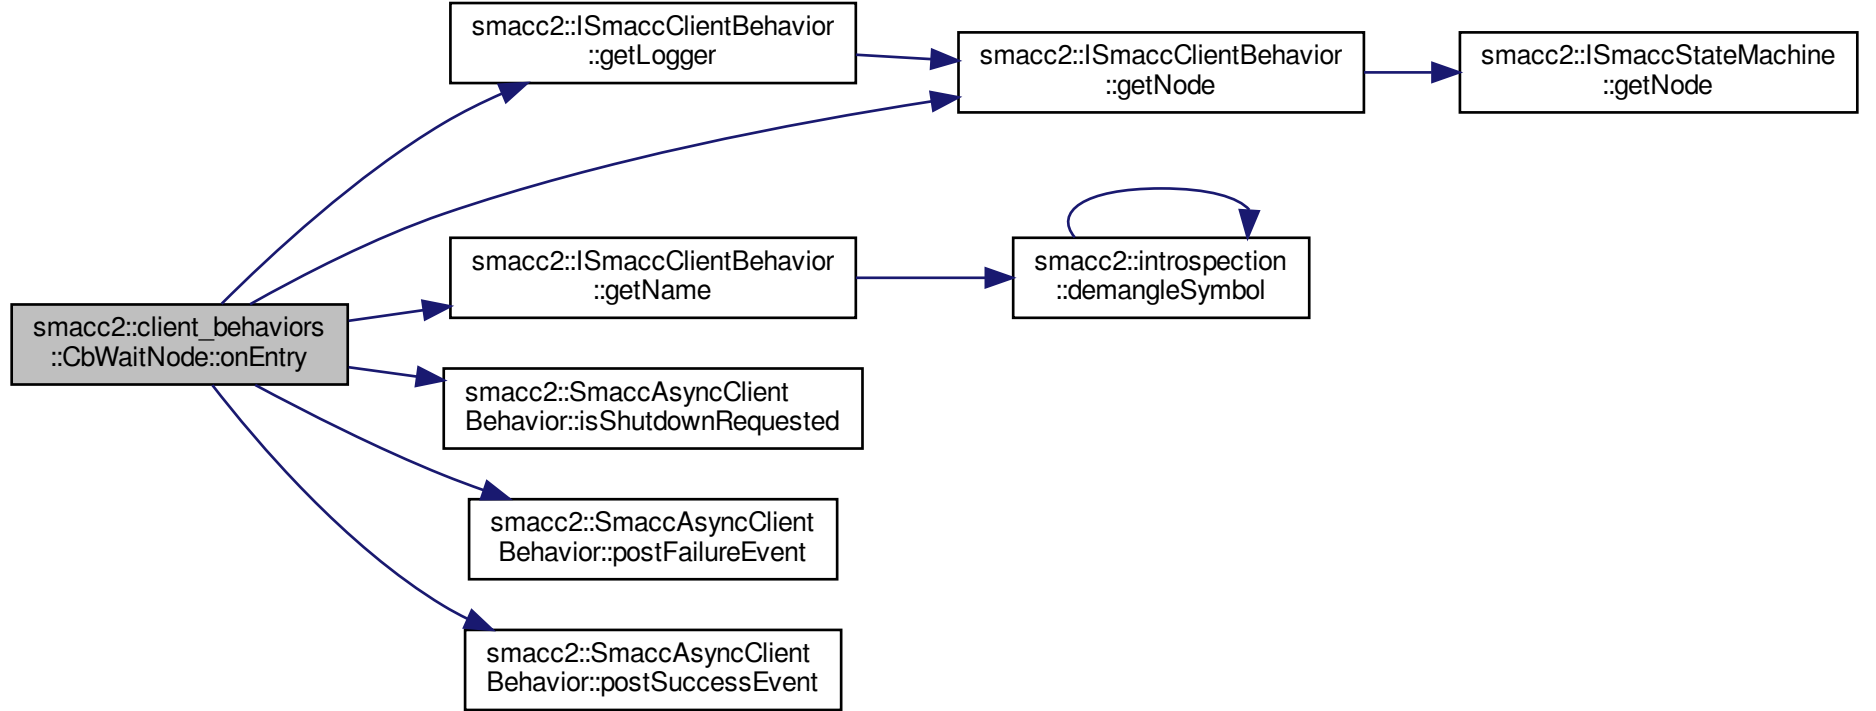 smacc2::ISmaccClientBehavior
::getLogger
smacc2::ISmaccClientBehavior
::getNode
smacc2::ISmaccStateMachine
::getNode
smacc2::ISmaccClientBehavior
::getName
smacc2::introspection
::demangleSymbol
smacc2::client_behaviors
::CbWaitNode::onEntry
smacc2::SmaccAsyncClient
Behavior::isShutdownRequested
smacc2::SmaccAsyncClient
Behavior::postFailureEvent
smacc2::SmaccAsyncClient
Behavior::postSuccessEvent